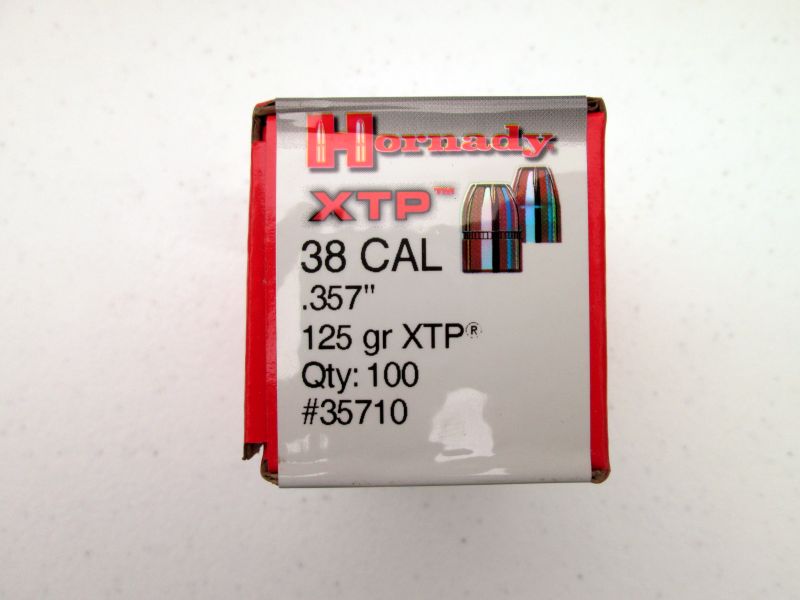 Hornady
XTP™
38 CAL
.357"
125 gr XTP®
Qty: 100
#35710